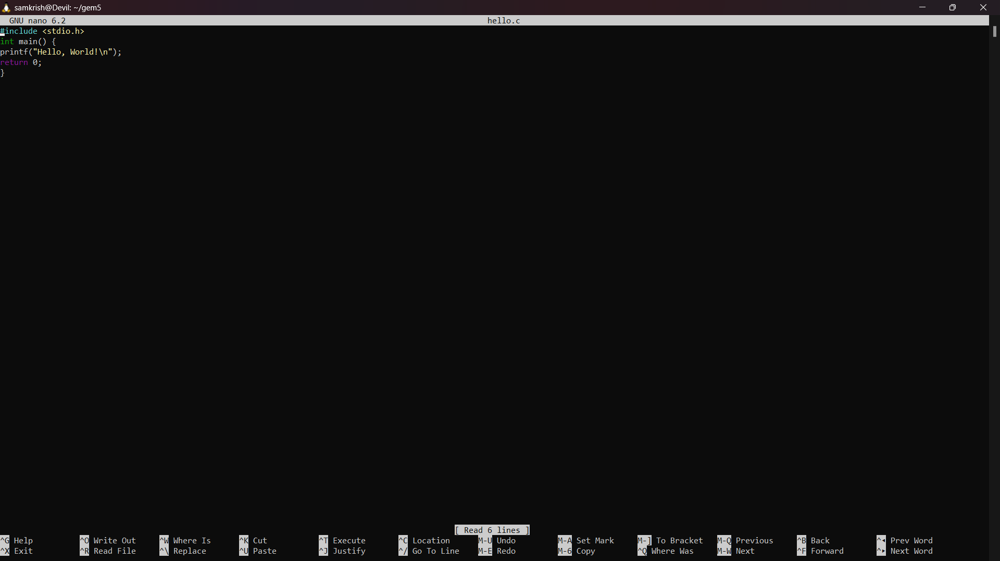 samkrish@Devil: ~/gem5
GNU nano 6.2 hello.c
#include <stdio.h>
int main() {
printf("Hello, World!\n");
return 0;
}
[ Read 6 lines ]
^G Help ^O Write Out ^W Where Is ^K Cut ^T Execute ^C Location M-U Undo M-A Set Mark M-] To Bracket M-Q Previous ^B Back ^◂ Prev Word
^X Exit ^R Read File ^\ Replace ^U Paste ^J Justify ^/ Go To Line M-E Redo M-6 Copy ^Q Where Was M-W Next ^F Forward ^▸ Next Word